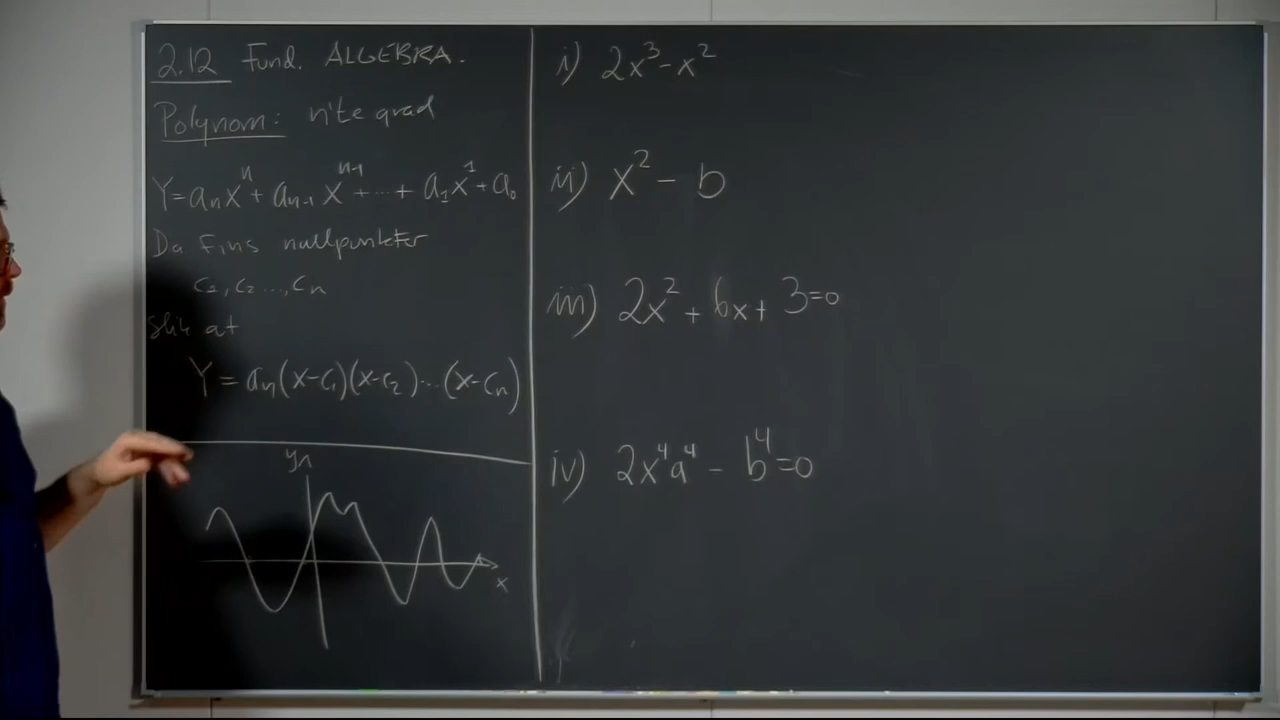 2.12 Fund. ALGEBRA.
Polynom: n'te grad
Y=aₙxⁿ+aₙ₋₁xⁿ⁻¹+...+a₁x¹+a₀
Da fins nullpunkter
c₁,c₂...,cₙ
slik at
Y=aₙ(x-c₁)(x-c₂)...(x-cₙ)
y
x
i) 2x³-x²
ii) x²-b
iii) 2x²+6x+3=0
iv) 2x⁴a⁴-b⁴=0